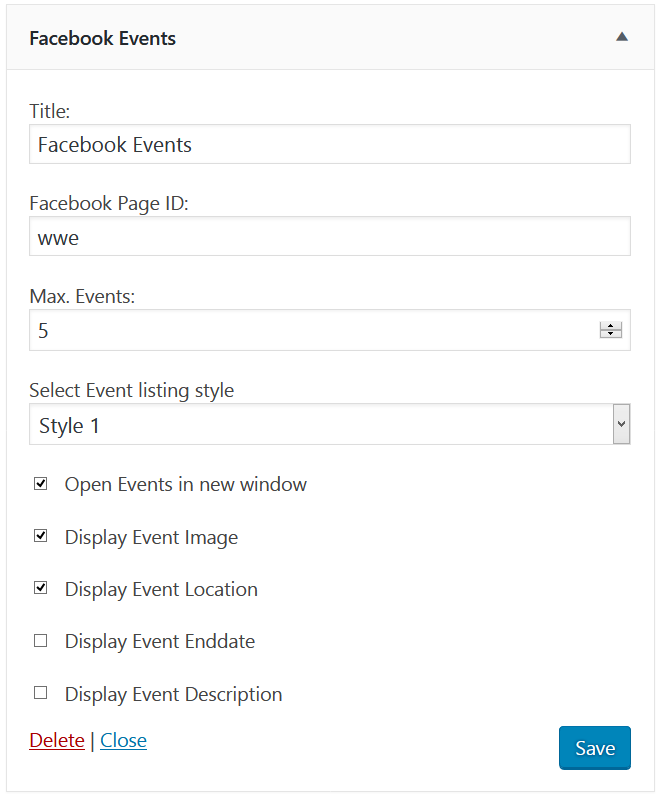 Facebook Events
Title:
Facebook Events
Facebook Page ID:
wwe
Max. Events:
5
Select Event listing style
Style 1
Open Events in new window
Display Event Image
Display Event Location
Display Event Enddate
Display Event Description
Delete | Close
Save